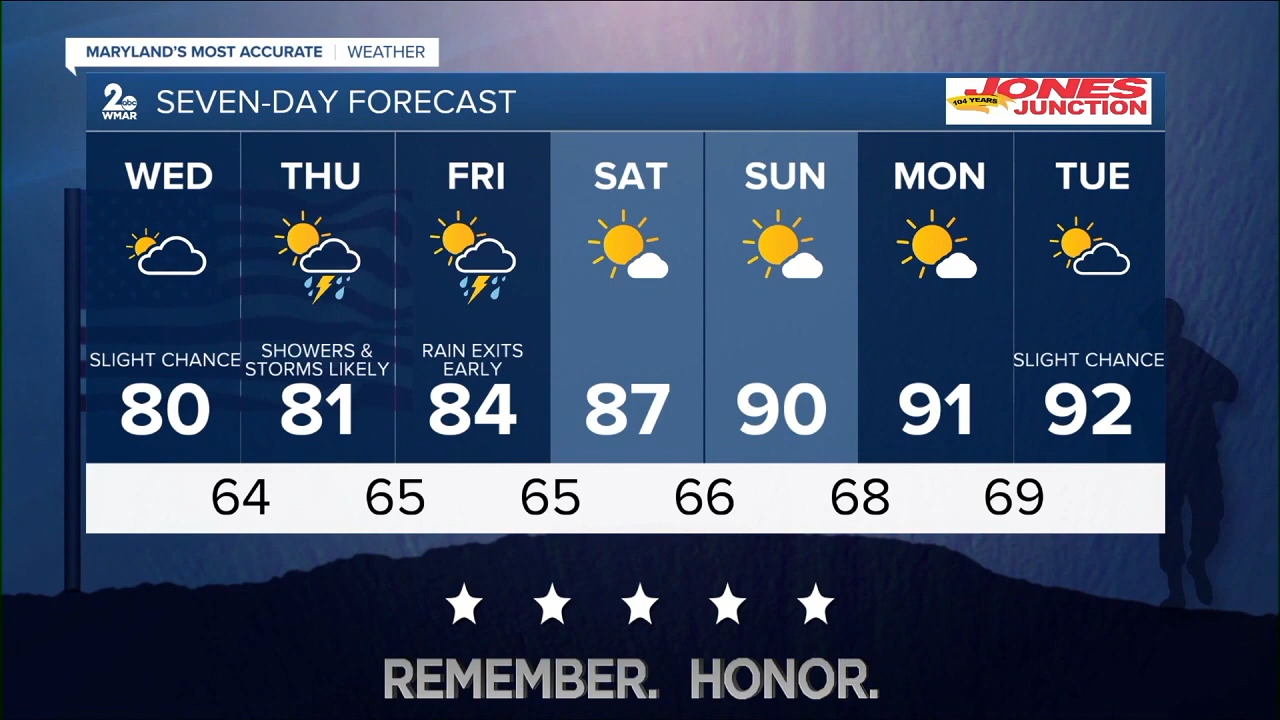 MARYLAND'S MOST ACCURATE | WEATHER
2 abc
WMAR
SEVEN-DAY FORECAST
JONES
104 YEARS
JUNCTION
WED THU FRI SAT SUN MON TUE
SLIGHT CHANCE
SHOWERS &
STORMS LIKELY
RAIN EXITS
EARLY
SLIGHT CHANCE
80 81 84 87 90 91 92
64 65 65 66 68 69
REMEMBER. HONOR.